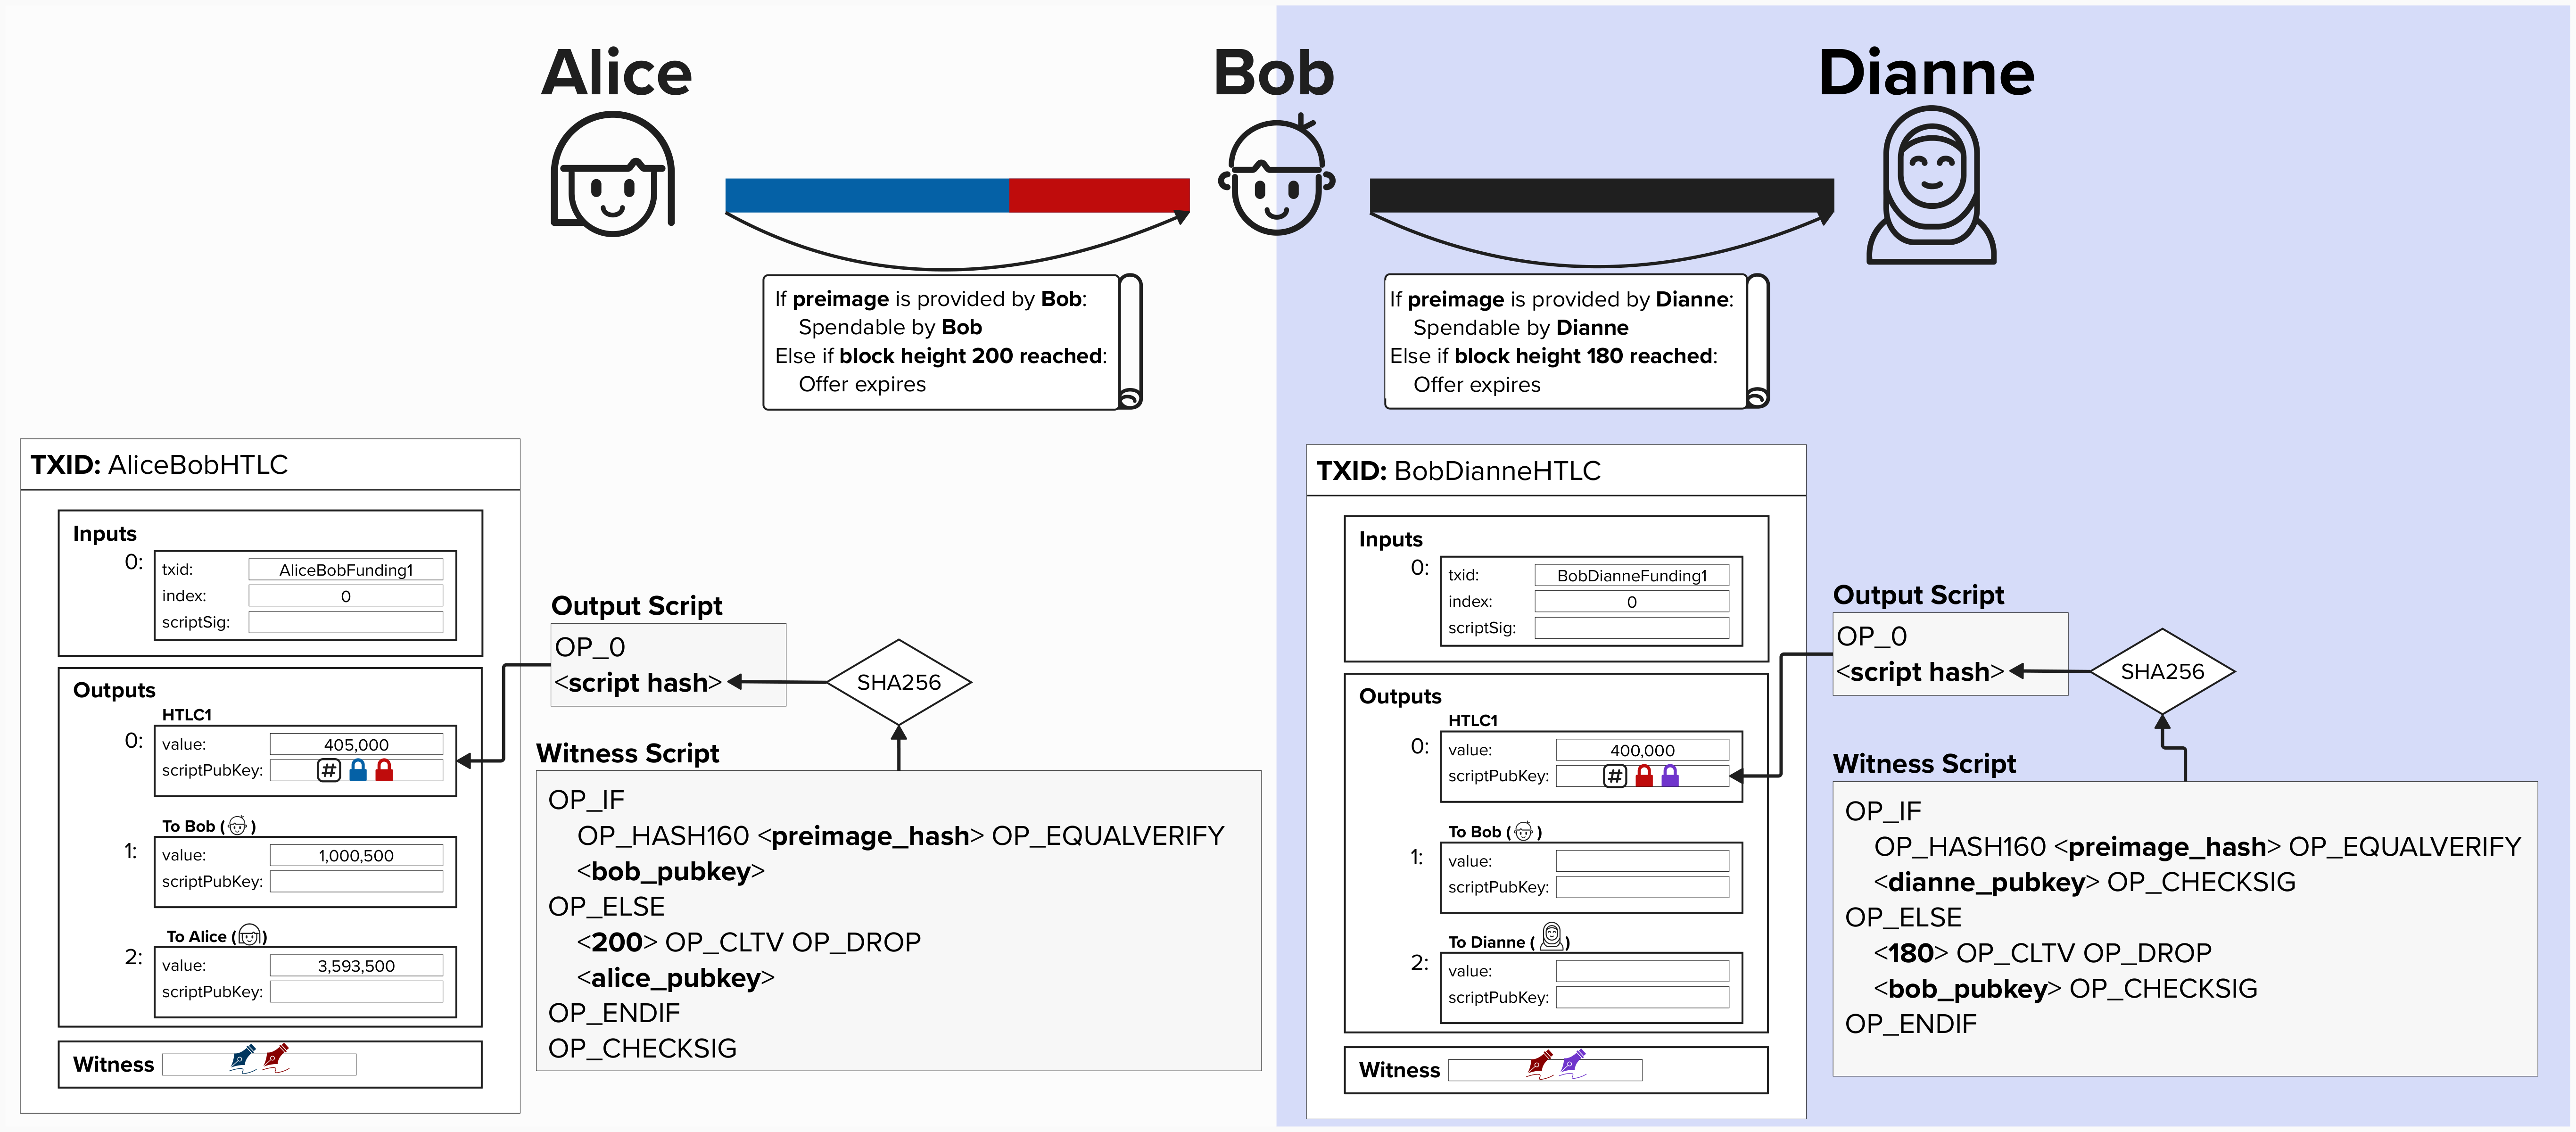 Alice
Bob
Dianne
If preimage is provided by Bob:
Spendable by Bob
Else if block height 200 reached:
Offer expires
If preimage is provided by Dianne:
Spendable by Dianne
Else if block height 180 reached:
Offer expires
TXID: AliceBobHTLC
Inputs
0:
txid: AliceBobFunding1
index: 0
scriptSig:
Outputs
HTLC1
0:
value: 405,000
scriptPubKey: #
To Bob ( )
1:
value: 1,000,500
scriptPubKey:
To Alice ( )
2:
value: 3,593,500
scriptPubKey:
Witness
Output Script
OP_0
<script hash>
SHA256
Witness Script
OP_IF
OP_HASH160 <preimage_hash> OP_EQUALVERIFY
<bob_pubkey>
OP_ELSE
<200> OP_CLTV OP_DROP
<alice_pubkey>
OP_ENDIF
OP_CHECKSIG
TXID: BobDianneHTLC
Inputs
0:
txid: BobDianneFunding1
index: 0
scriptSig:
Outputs
HTLC1
0:
value: 400,000
scriptPubKey: #
To Bob ( )
1:
value:
scriptPubKey:
To Dianne ( )
2:
value:
scriptPubKey:
Witness
Output Script
OP_0
<script hash>
SHA256
Witness Script
OP_IF
OP_HASH160 <preimage_hash> OP_EQUALVERIFY
<dianne_pubkey> OP_CHECKSIG
OP_ELSE
<180> OP_CLTV OP_DROP
<bob_pubkey> OP_CHECKSIG
OP_ENDIF